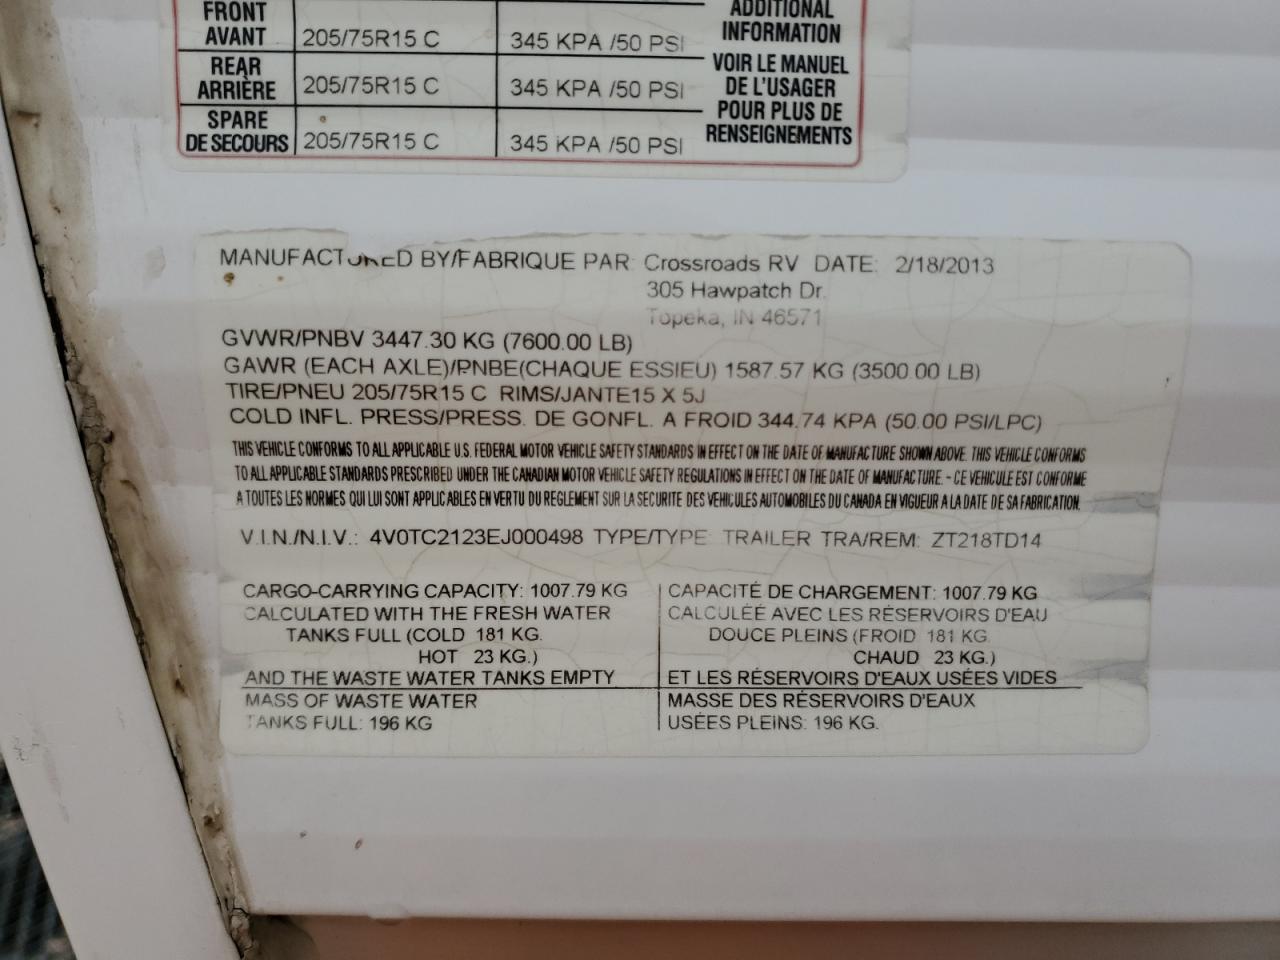 FRONT AVANT 205/75R15 C 345 KPA /50 PSI
REAR ARRIÈRE 205/75R15 C 345 KPA /50 PSI
SPARE DE SECOURS 205/75R15 C 345 KPA /50 PSI
ADDITIONAL
INFORMATION
VOIR LE MANUEL
DE L'USAGER
POUR PLUS DE
RENSEIGNEMENTS
MANUFACTURED BY/FABRIQUE PAR: Crossroads RV DATE: 2/18/2013
305 Hawpatch Dr.
Topeka, IN 46571
GVWR/PNBV 3447.30 KG (7600.00 LB)
GAWR (EACH AXLE)/PNBE(CHAQUE ESSIEU) 1587.57 KG (3500.00 LB)
TIRE/PNEU 205/75R15 C RIMS/JANTE15 X 5J
COLD INFL. PRESS/PRESS. DE GONFL. A FROID 344.74 KPA (50.00 PSI/LPC)
THIS VEHICLE CONFORMS TO ALL APPLICABLE U.S. FEDERAL MOTOR VEHICLE SAFETY STANDARDS IN EFFECT ON THE DATE OF MANUFACTURE SHOWN ABOVE. THIS VEHICLE CONFORMS
TO ALL APPLICABLE STANDARDS PRESCRIBED UNDER THE CANADIAN MOTOR VEHICLE SAFETY REGULATIONS IN EFFECT ON THE DATE OF MANUFACTURE. - CE VEHICULE EST CONFORME
A TOUTES LES NORMES QUI LUI SONT APPLICABLES EN VERTU DU REGLEMENT SUR LA SECURITE DES VEHICULES AUTOMOBILES DU CANADA EN VIGUEUR A LA DATE DE SA FABRICATION.
V.I.N./N.I.V.: 4V0TC2123EJ000498 TYPE/TYPE: TRAILER TRA/REM: ZT218TD14
CARGO-CARRYING CAPACITY: 1007.79 KG
CALCULATED WITH THE FRESH WATER
TANKS FULL (COLD 181 KG.
HOT 23 KG.)
AND THE WASTE WATER TANKS EMPTY
MASS OF WASTE WATER
TANKS FULL: 196 KG
CAPACITÉ DE CHARGEMENT: 1007.79 KG
CALCULÉE AVEC LES RÉSERVOIRS D'EAU
DOUCE PLEINS (FROID 181 KG.
CHAUD 23 KG.)
ET LES RÉSERVOIRS D'EAUX USÉES VIDES
MASSE DES RÉSERVOIRS D'EAUX
USÉES PLEINS: 196 KG.